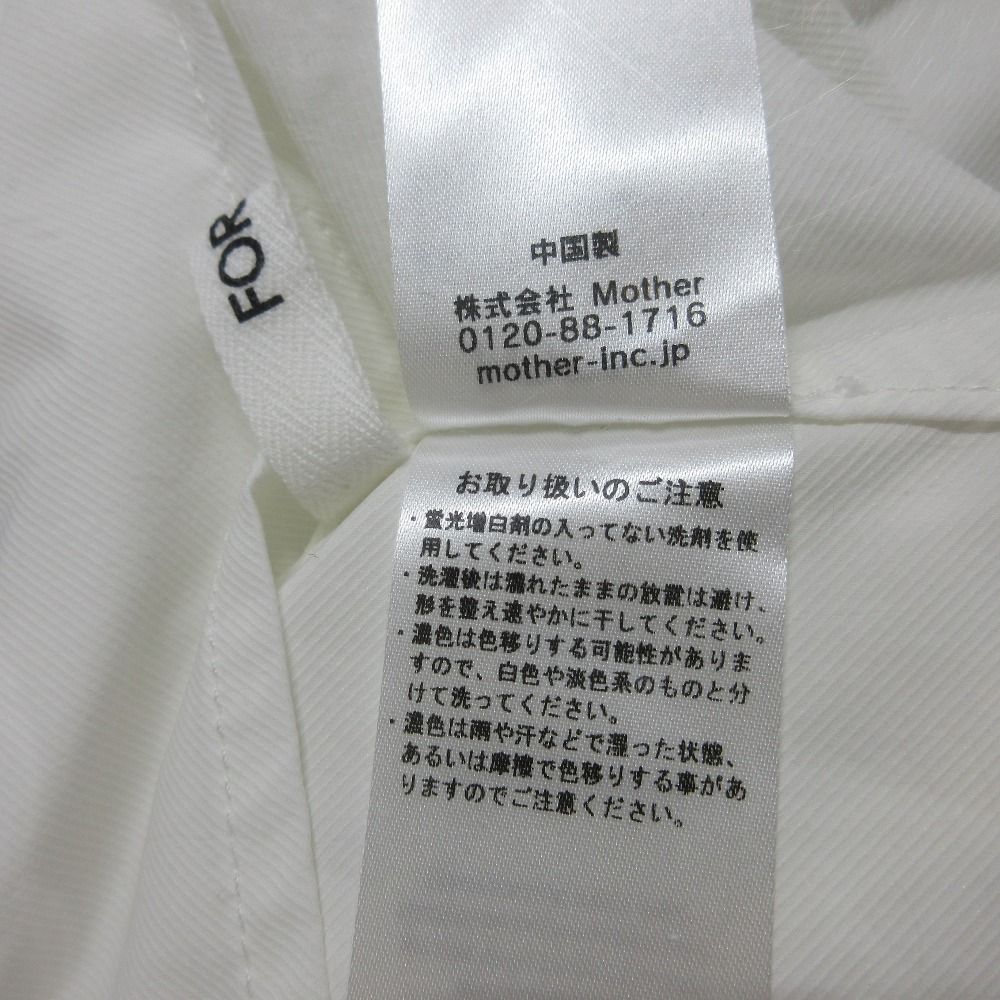 FOR
中国製
株式会社 Mother
0120-88-1716
mother-inc.jp
お取り扱いのご注意
・蛍光増白剤の入ってない洗剤を使
用してください。
・洗濯後は濡れたままの放置は避け、
形を整え速やかに干してください。
・濃色は色移りする可能性がありま
すので、白色や淡色系のものと分
けて洗ってください。
・濃色は雨や汗などで湿った状態、
あるいは摩擦で色移りする事があ
りますのでご注意ください。